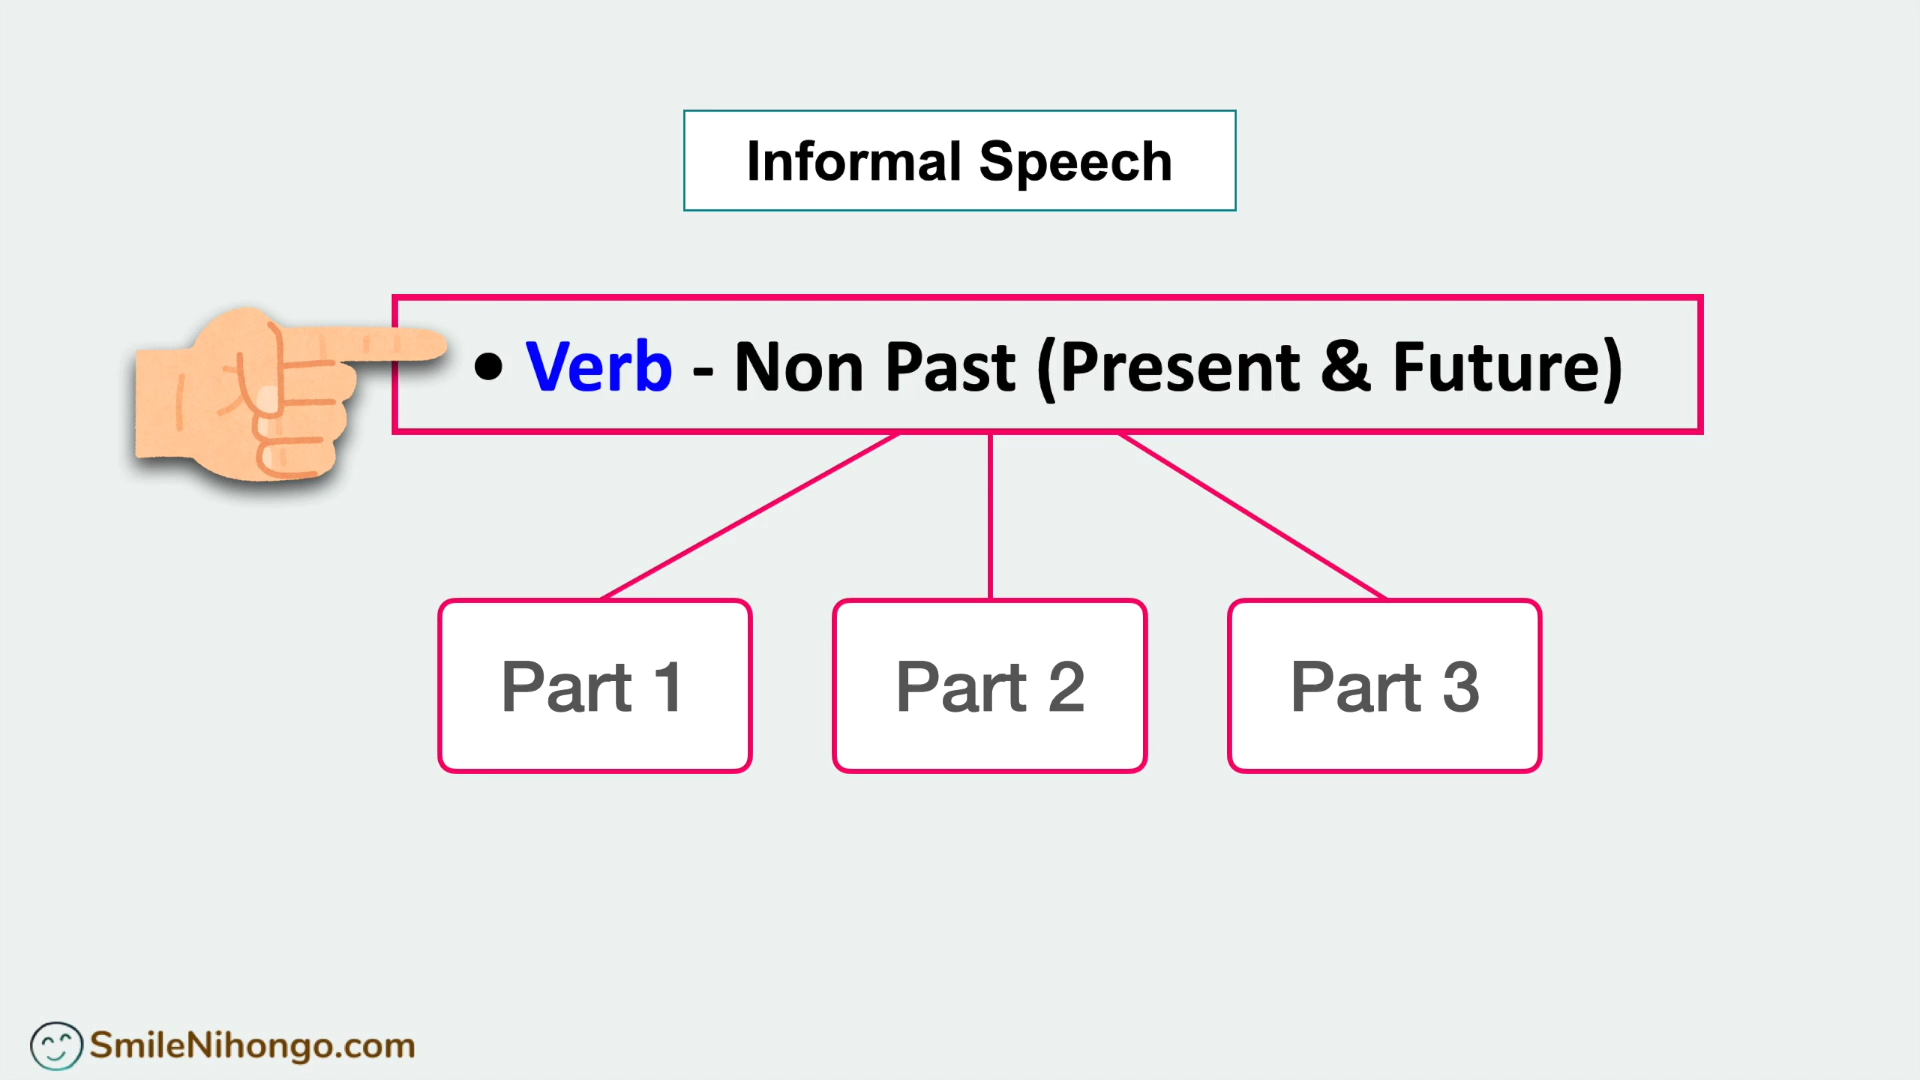 Informal Speech
• Verb - Non Past (Present & Future)
Part 1
Part 2
Part 3
SmileNihongo.com